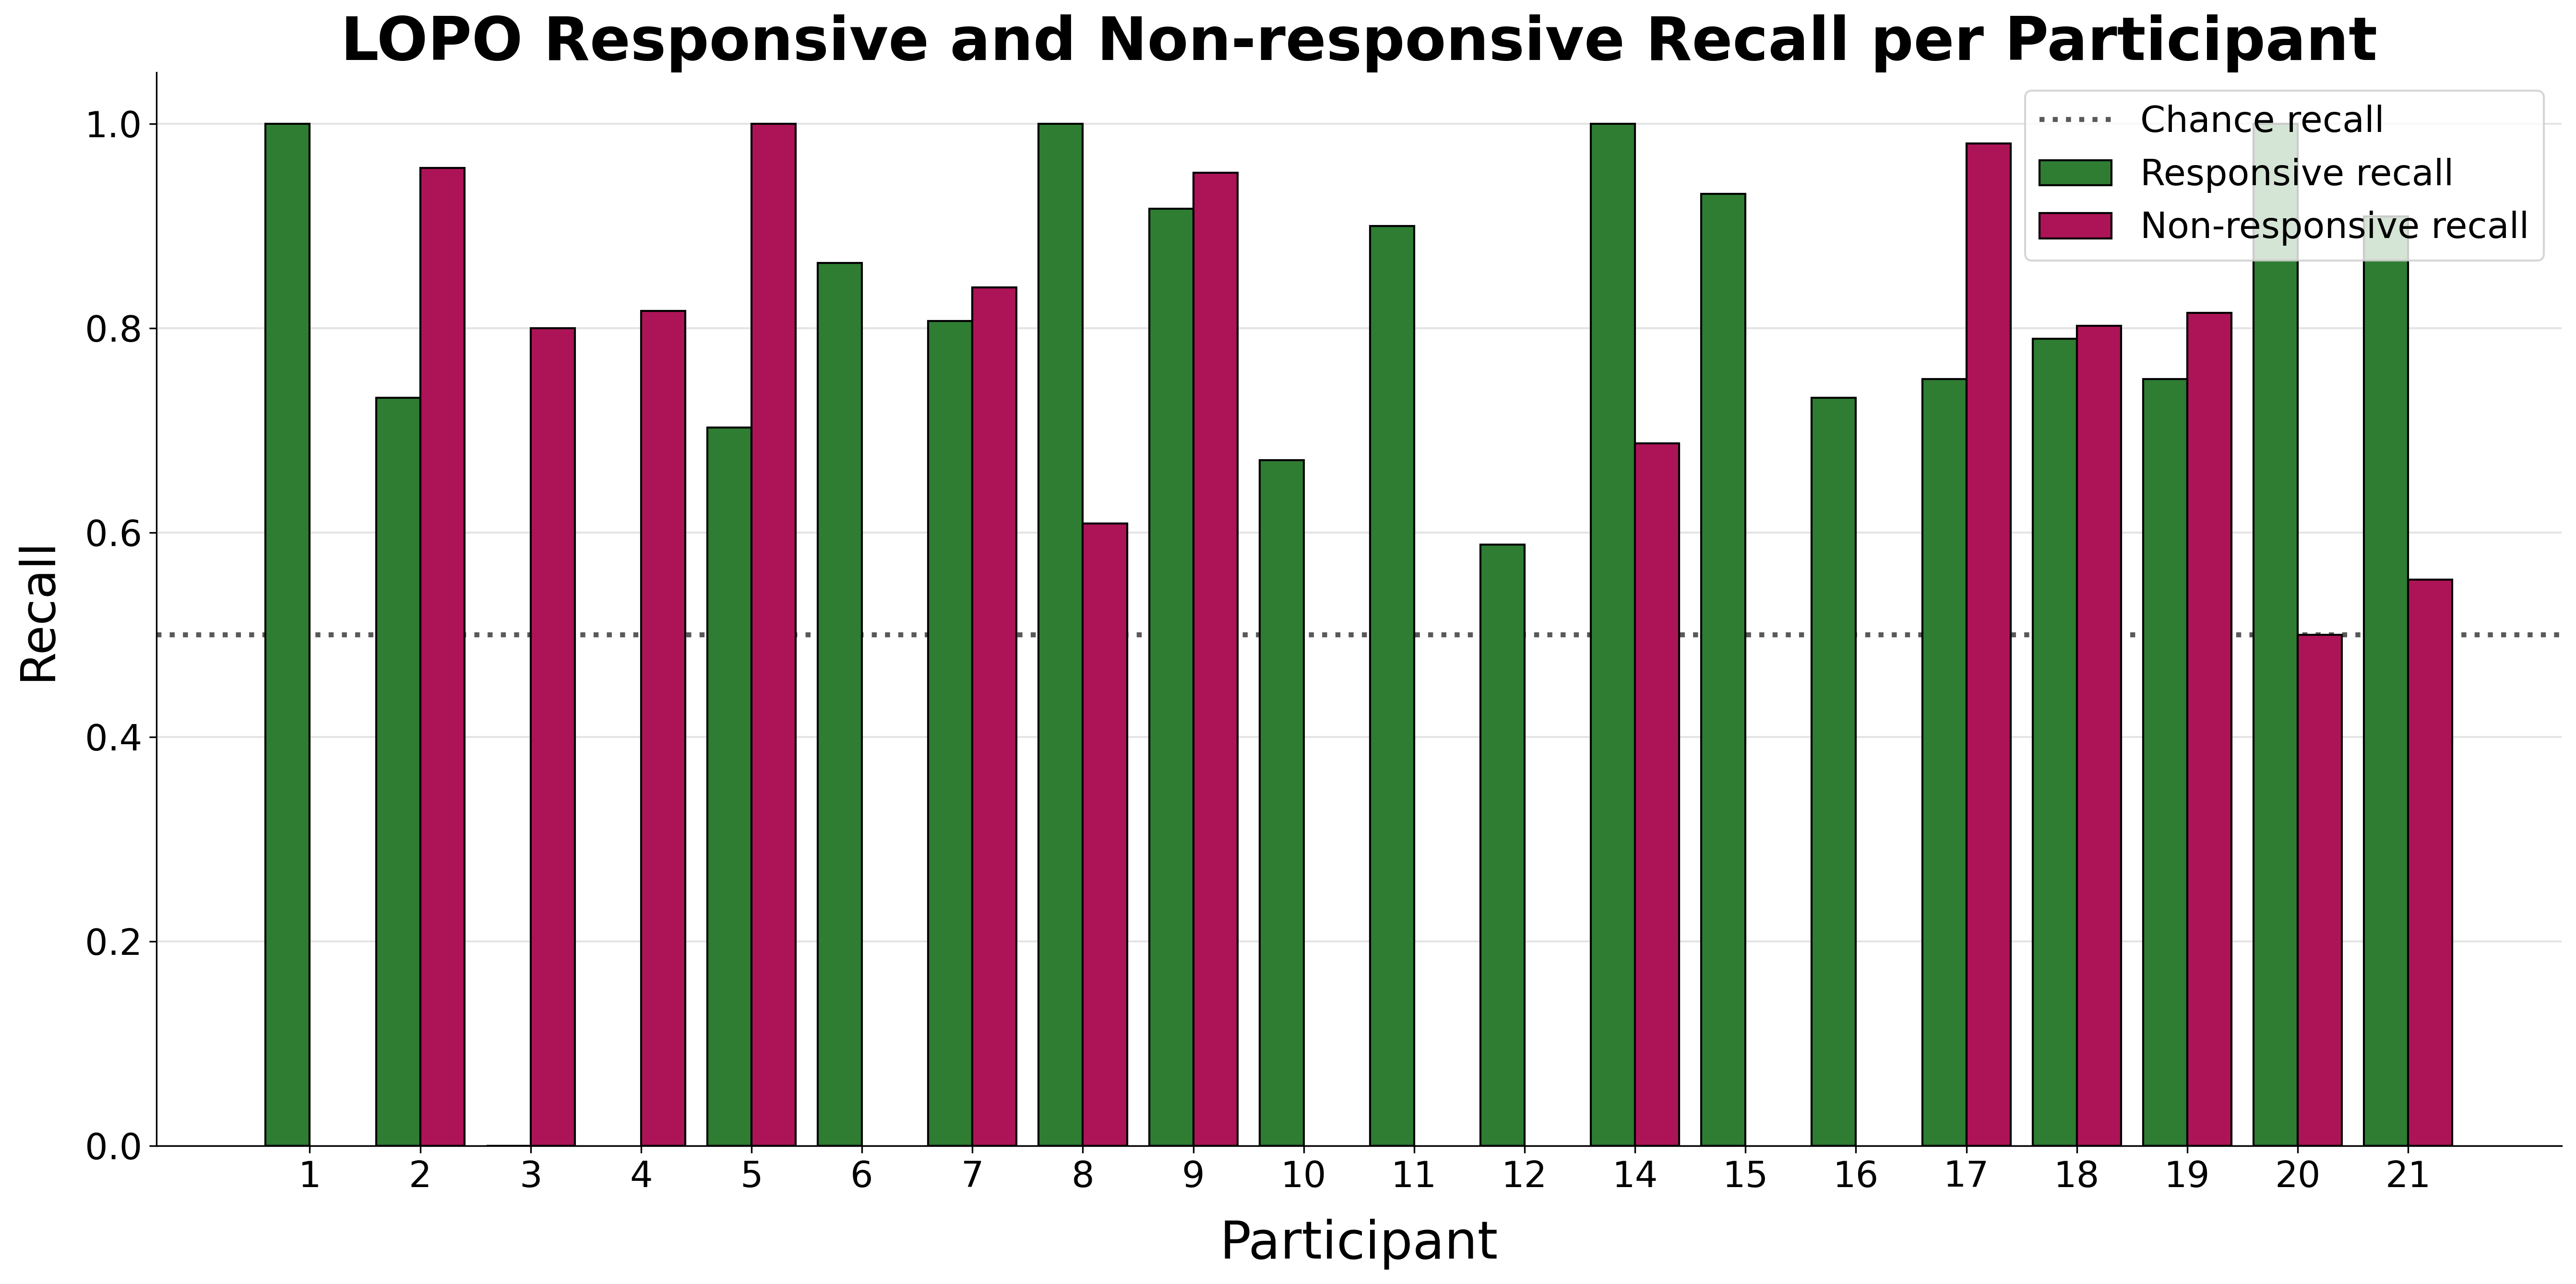 LOPO Responsive and Non-responsive Recall per Participant
Chance recall
Responsive recall
Non-responsive recall
Recall
1.0
0.8
0.6
0.4
0.2
0.0
1 2 3 4 5 6 7 8 9 10 11 12 14 15 16 17 18 19 20 21
Participant